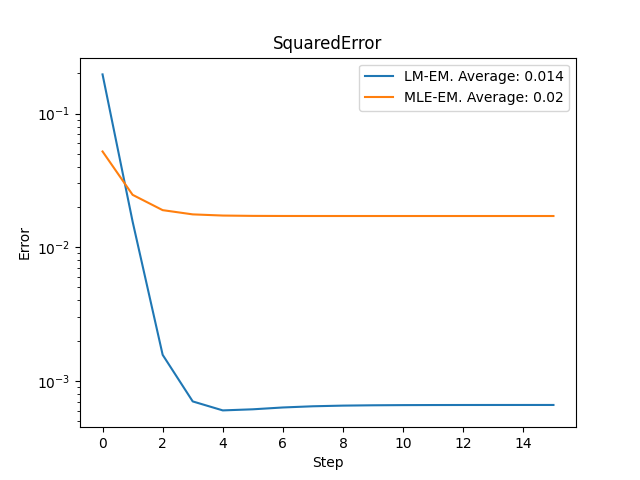 SquaredError
LM-EM. Average: 0.014
MLE-EM. Average: 0.02
10⁻¹
10⁻²
10⁻³
Error
0 2 4 6 8 10 12 14
Step